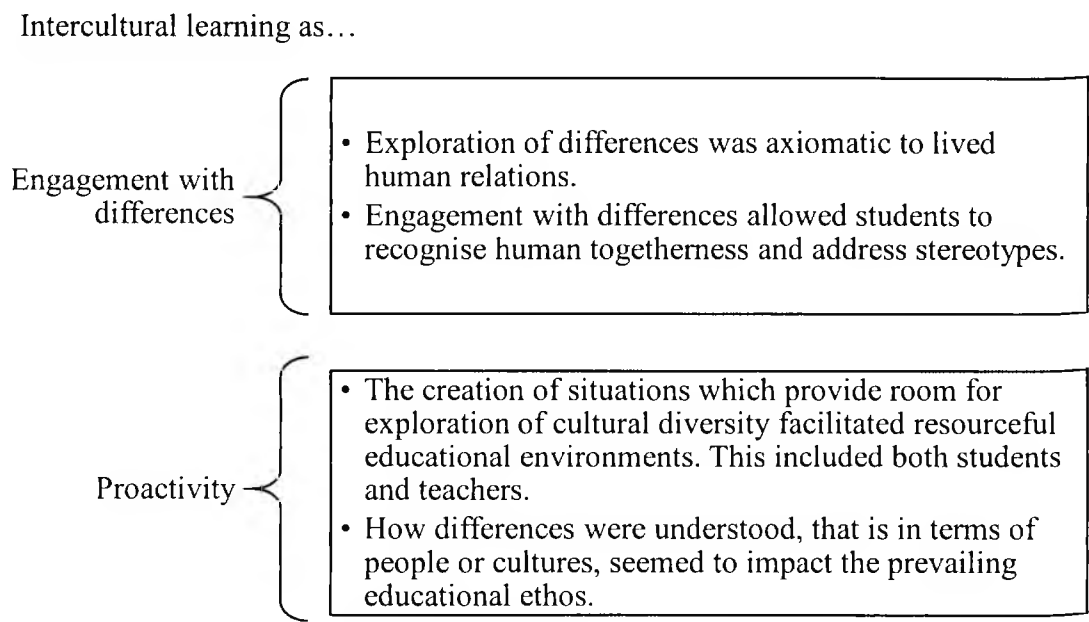 Intercultural learning as…
Engagement with
differences
• Exploration of differences was axiomatic to lived
human relations.
• Engagement with differences allowed students to
recognise human togetherness and address stereotypes.
Proactivity
• The creation of situations which provide room for
exploration of cultural diversity facilitated resourceful
educational environments. This included both students
and teachers.
• How differences were understood, that is in terms of
people or cultures, seemed to impact the prevailing
educational ethos.